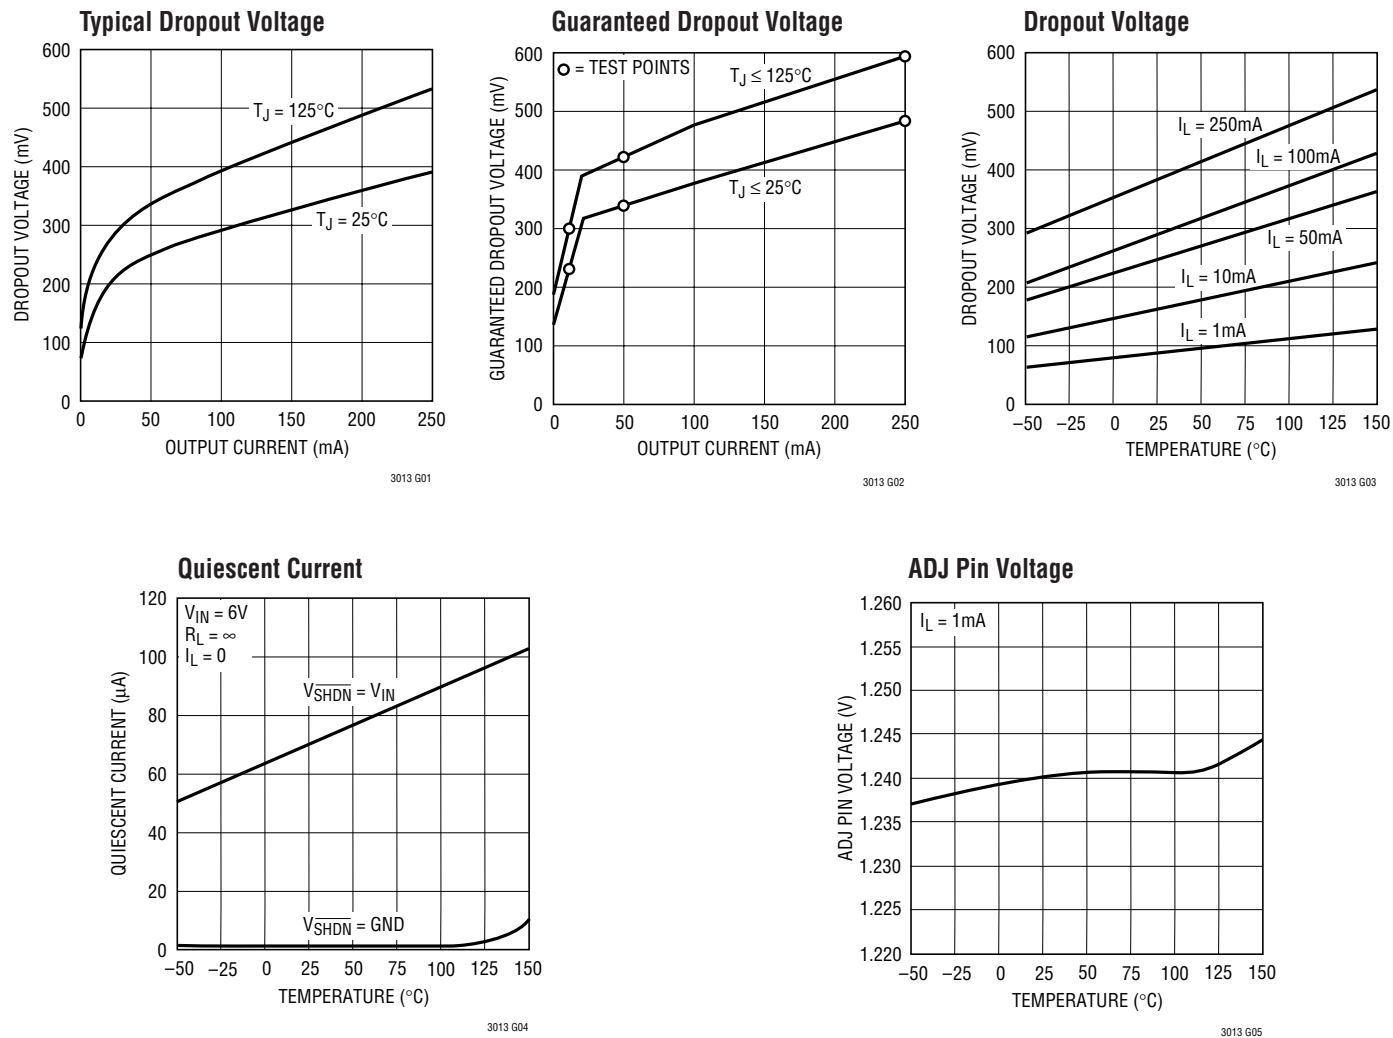 Typical Dropout Voltage
600
500
400
300
200
100
0
DROPOUT VOLTAGE (mV)
TJ = 125°C
TJ = 25°C
0 50 100 150 200 250
OUTPUT CURRENT (mA)
3013 G01
Guaranteed Dropout Voltage
600
500
400
300
200
100
0
GUARANTEED DROPOUT VOLTAGE (mV)
= TEST POINTS
TJ ≤ 125°C
TJ ≤ 25°C
0 50 100 150 200 250
OUTPUT CURRENT (mA)
3013 G02
Dropout Voltage
600
500
400
300
200
100
0
DROPOUT VOLTAGE (mV)
IL = 250mA
IL = 100mA
IL = 50mA
IL = 10mA
IL = 1mA
–50 –25 0 25 50 75 100 125 150
TEMPERATURE (°C)
3013 G03
Quiescent Current
120
100
80
60
40
20
0
QUIESCENT CURRENT (µA)
VIN = 6V
RL = ∞
IL = 0
VSHDN = VIN
VSHDN = GND
–50 –25 0 25 50 75 100 125 150
TEMPERATURE (°C)
3013 G04
ADJ Pin Voltage
1.260
1.255
1.250
1.245
1.240
1.235
1.230
1.225
1.220
ADJ PIN VOLTAGE (V)
IL = 1mA
–50 –25 0 25 50 75 100 125 150
TEMPERATURE (°C)
3013 G05